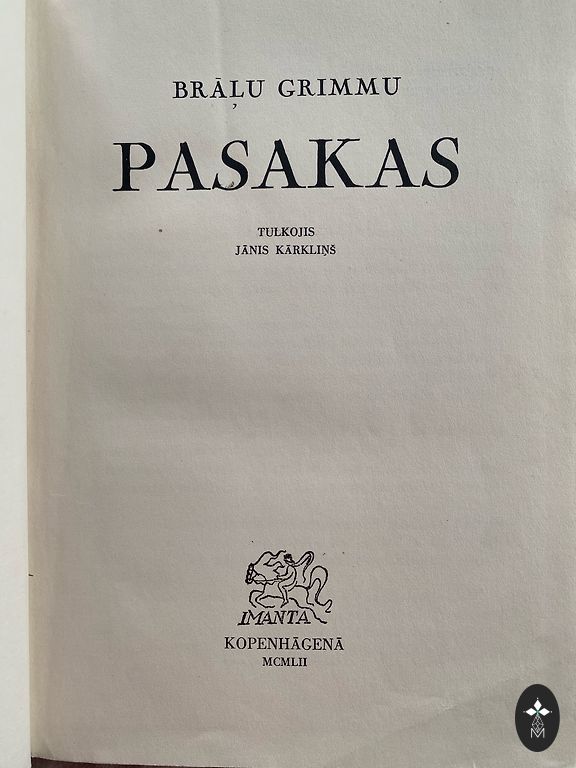 BRĀĻU GRIMMU
PASAKAS
TULKOJIS
JĀNIS KĀRKLIŅŠ
IMANTA
KOPENHĀGENĀ
MCMLII
M